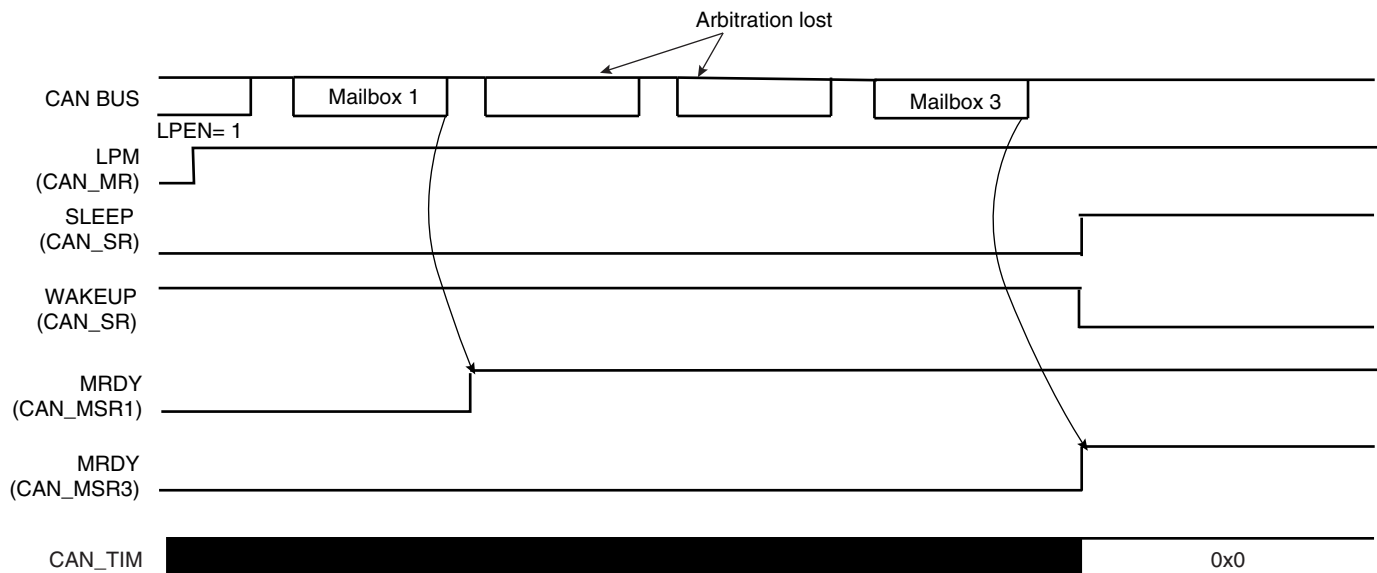 Arbitration lost
CAN BUS
Mailbox 1
Mailbox 3
LPEN= 1
LPM
(CAN_MR)
SLEEP
(CAN_SR)
WAKEUP
(CAN_SR)
MRDY
(CAN_MSR1)
MRDY
(CAN_MSR3)
CAN_TIM
0x0